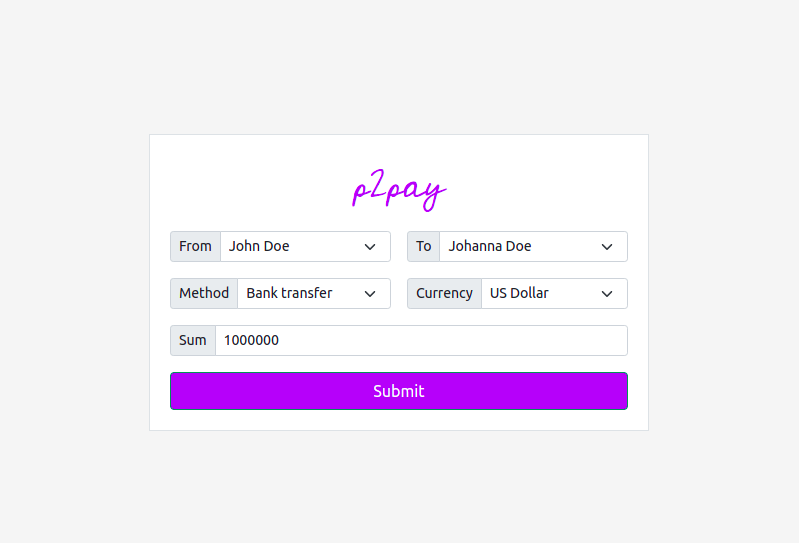 p2pay
From John Doe To Johanna Doe
Method Bank transfer Currency US Dollar
Sum 1000000
Submit